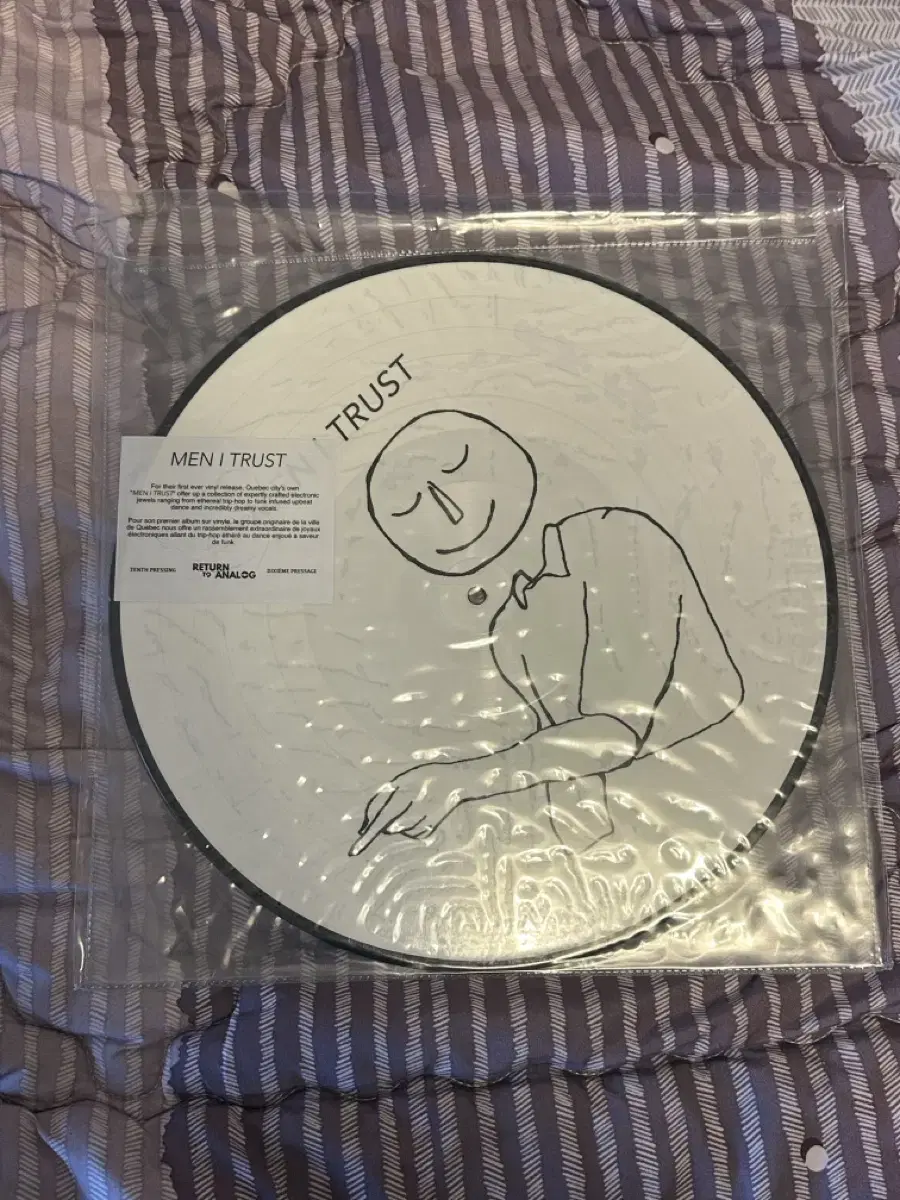 I TRUST
MEN I TRUST
For their first ever vinyl release, Quebec city's own
"MEN I TRUST" offer up a collection of expertly crafted electronic
jewels ranging from ethereal trip-hop to funk infused upbeat
dance and incredibly dreamy vocals.
Pour son premier album sur vinyle, le groupe originaire de la ville
de Québec nous offre un rassemblement extraordinaire de joyaux
électroniques allant du trip-hop éthéré au dance enjoué à saveur
de funk
TENTH PRESSING
RETURN
TO ANALOG
DIXIÈME PRESSAGE